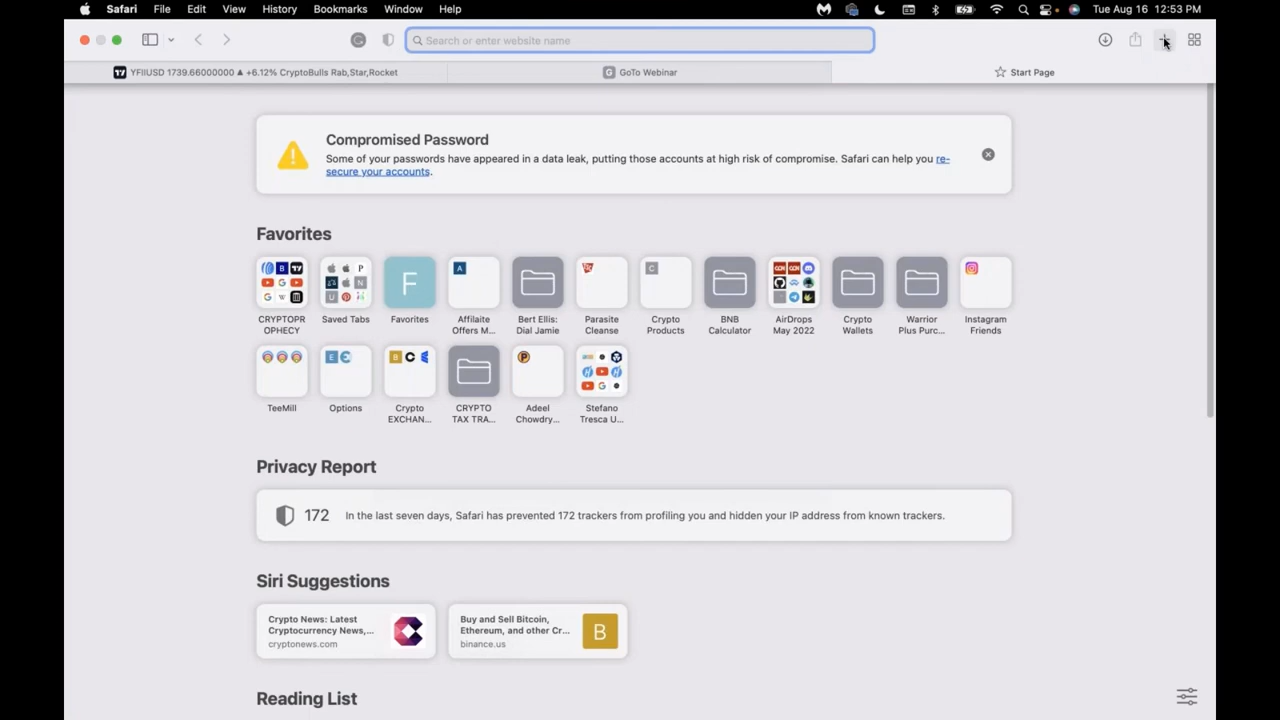 Safari File Edit View History Bookmarks Window Help Tue Aug 16 12:53 PM
Search or enter website name
YFIIUSD 1739.66000000 ▲ +6.12% CryptoBulls Rab,Star,Rocket
GoTo Webinar
Start Page
Compromised Password
Some of your passwords have appeared in a data leak, putting those accounts at high risk of compromise. Safari can help you re-
secure your accounts.
Favorites
CRYPTOPR
OPHECY
Saved Tabs
F
Favorites
A
Affilaite
Offers M...
Bert Ellis:
Dial Jamie
Parasite
Cleanse
C
Crypto
Products
BNB
Calculator
AirDrops
May 2022
Crypto
Wallets
Warrior
Plus Purc...
Instagram
Friends
TeeMill
E
Options
B
Crypto
EXCHAN...
CRYPTO
TAX TRA...
P
Adeel
Chowdry...
Stefano
Tresca U...
Privacy Report
172 In the last seven days, Safari has prevented 172 trackers from profiling you and hidden your IP address from known trackers.
Siri Suggestions
Crypto News: Latest
Cryptocurrency News,...
cryptonews.com
Buy and Sell Bitcoin,
Ethereum, and other Cr...
binance.us
B
Reading List